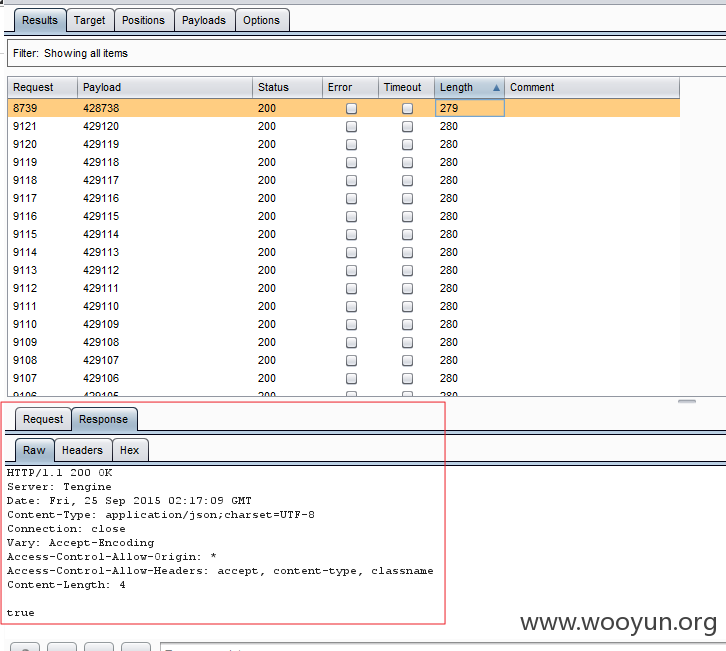 Results Target Positions Payloads Options
Filter: Showing all items
Request Payload Status Error Timeout Length Comment
8739 428738 200 279
9121 429120 200 280
9120 429119 200 280
9119 429118 200 280
9118 429117 200 280
9117 429116 200 280
9116 429115 200 280
9115 429114 200 280
9114 429113 200 280
9113 429112 200 280
9112 429111 200 280
9111 429110 200 280
9110 429109 200 280
9109 429108 200 280
9108 429107 200 280
9107 429106 200 280
9106 429105 200 280
Request Response
Raw Headers Hex
HTTP/1.1 200 OK
Server: Tengine
Date: Fri, 25 Sep 2015 02:17:09 GMT
Content-Type: application/json;charset=UTF-8
Connection: close
Vary: Accept-Encoding
Access-Control-Allow-Origin: *
Access-Control-Allow-Headers: accept, content-type, classname
Content-Length: 4
true
www.wooyun.org